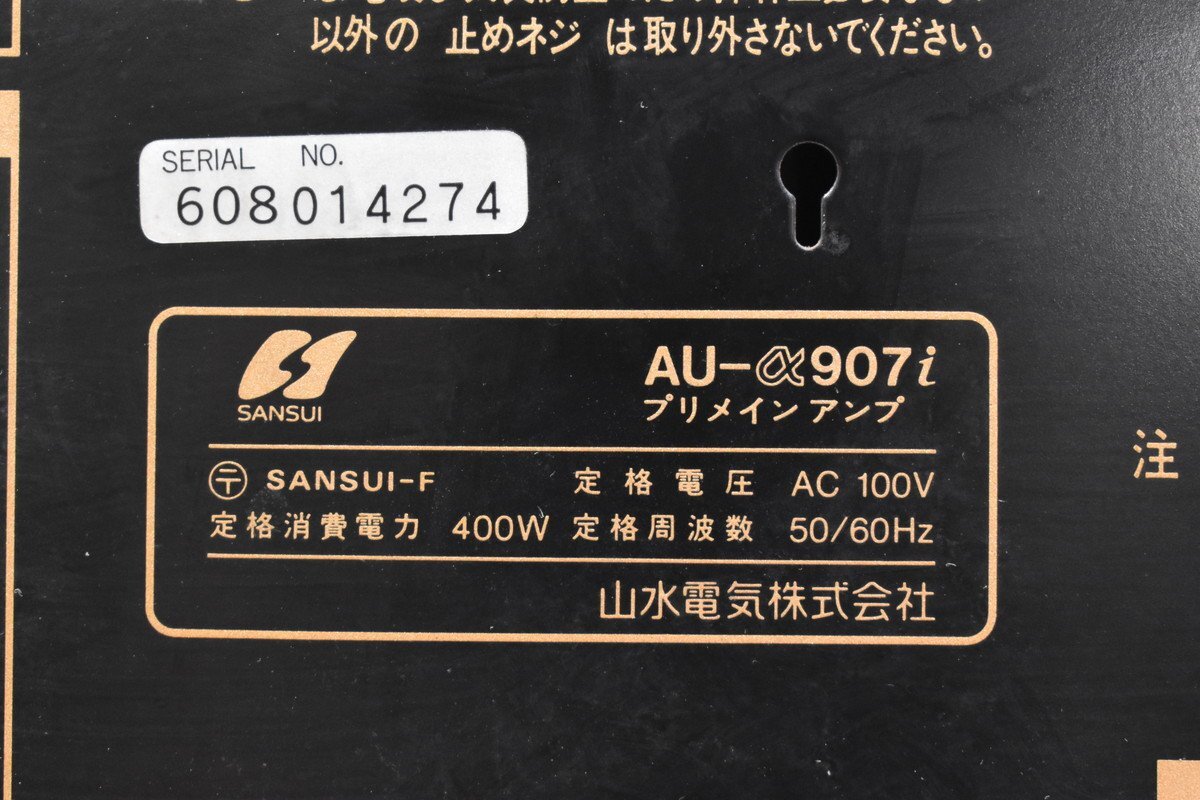 以外の 止めネジ は取り外さないでください。
SERIAL NO.
608014274
SANSUI
AU-α907i
プリメインアンプ
〒 SANSUI-F 定格電圧 AC 100V
定格消費電力 400W 定格周波数 50/60Hz
山水電気株式会社
注